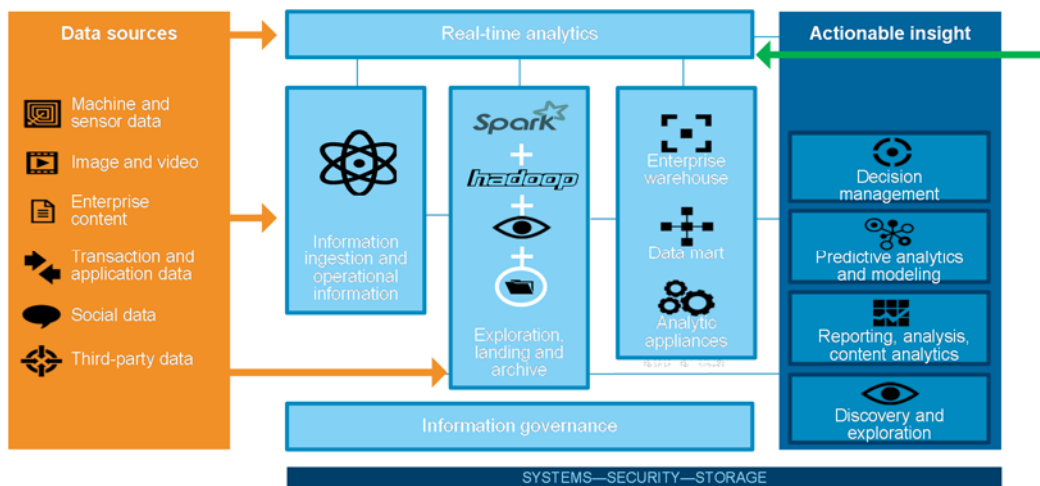 Data sources
Machine and
sensor data
Image and video
Enterprise
content
Transaction and
application data
Social data
Third-party data
Real-time analytics
Information
ingestion and
operational
information
Spark
+
hadoop
+
+
Exploration,
landing and
archive
Enterprise
warehouse
Data mart
Analytic
appliances
Information governance
Actionable insight
Decision
management
Predictive analytics
and modeling
Reporting, analysis,
content analytics
Discovery and
exploration
SYSTEMS—SECURITY—STORAGE